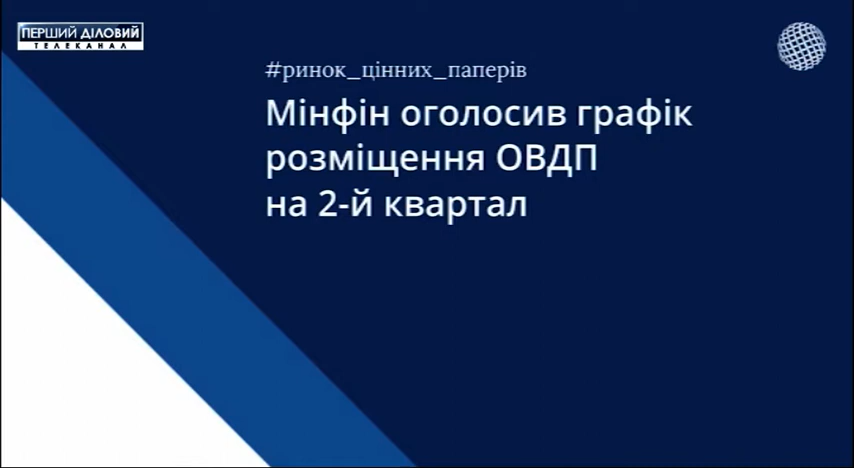 ПЕРШИЙ ДІЛОВИЙ
ТЕЛЕКАНАЛ
#ринок_цінних_паперів
Мінфін оголосив графік
розміщення ОВДП
на 2-й квартал